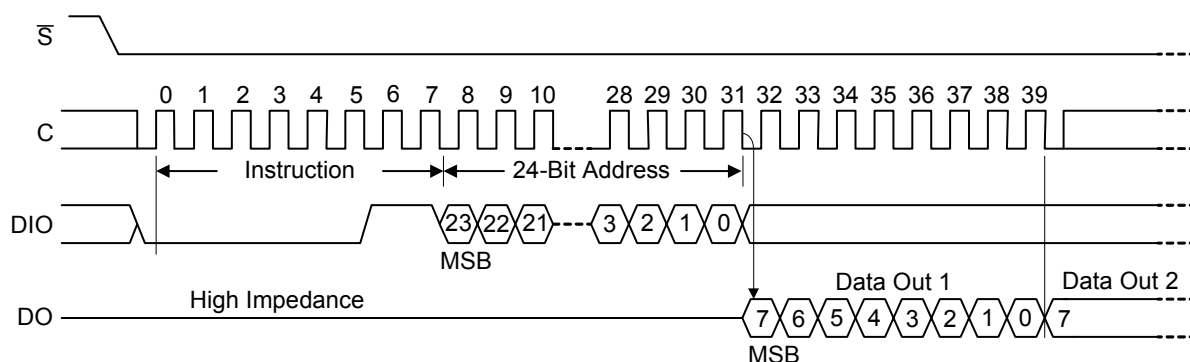 S
0 1 2 3 4 5 6 7 8 9 10 28 29 30 31 32 33 34 35 36 37 38 39
C
Instruction 24-Bit Address
DIO 23 22 21 3 2 1 0
MSB
Data Out 1 Data Out 2
High Impedance
DO 7 6 5 4 3 2 1 0 7
MSB